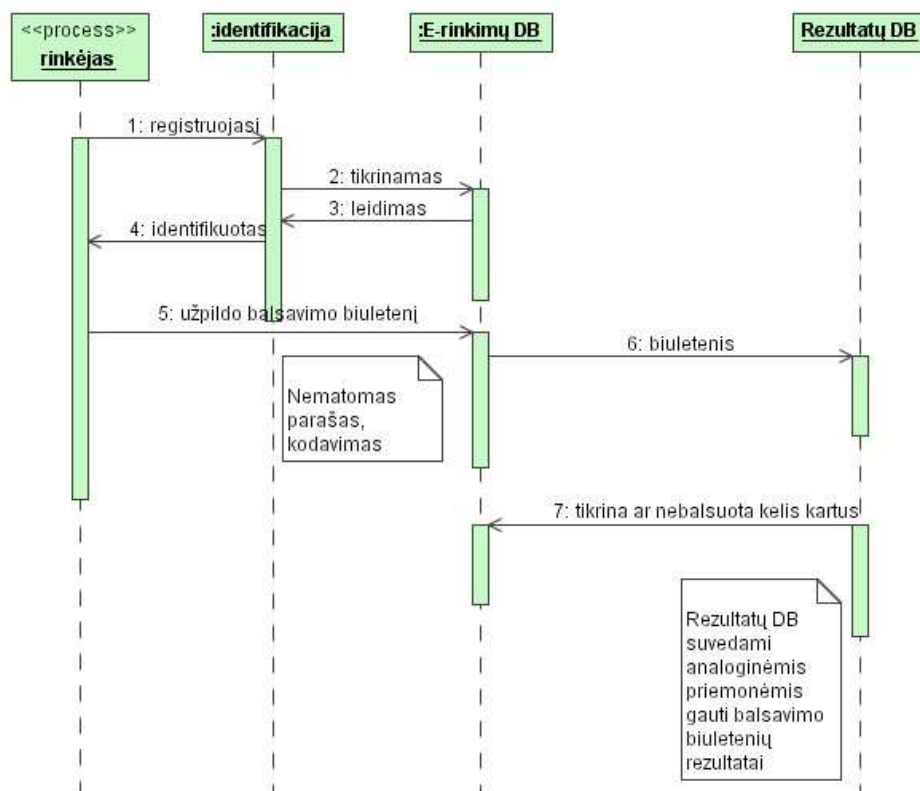 <<process>>
rinkėjas
:identifikacija
:E-rinkimų DB
Rezultatų DB
1: registruojasi
2: tikrinamas
3: leidimas
4: identifikuotas
5: užpildo balsavimo biuletenį
6: biuletenis
Nematomas
parašas,
kodavimas
7: tikrina ar nebalsuota kelis kartus
Rezultatų DB
suvedami
analoginėmis
priemonėmis
gauti balsavimo
biuletenių
rezultatai